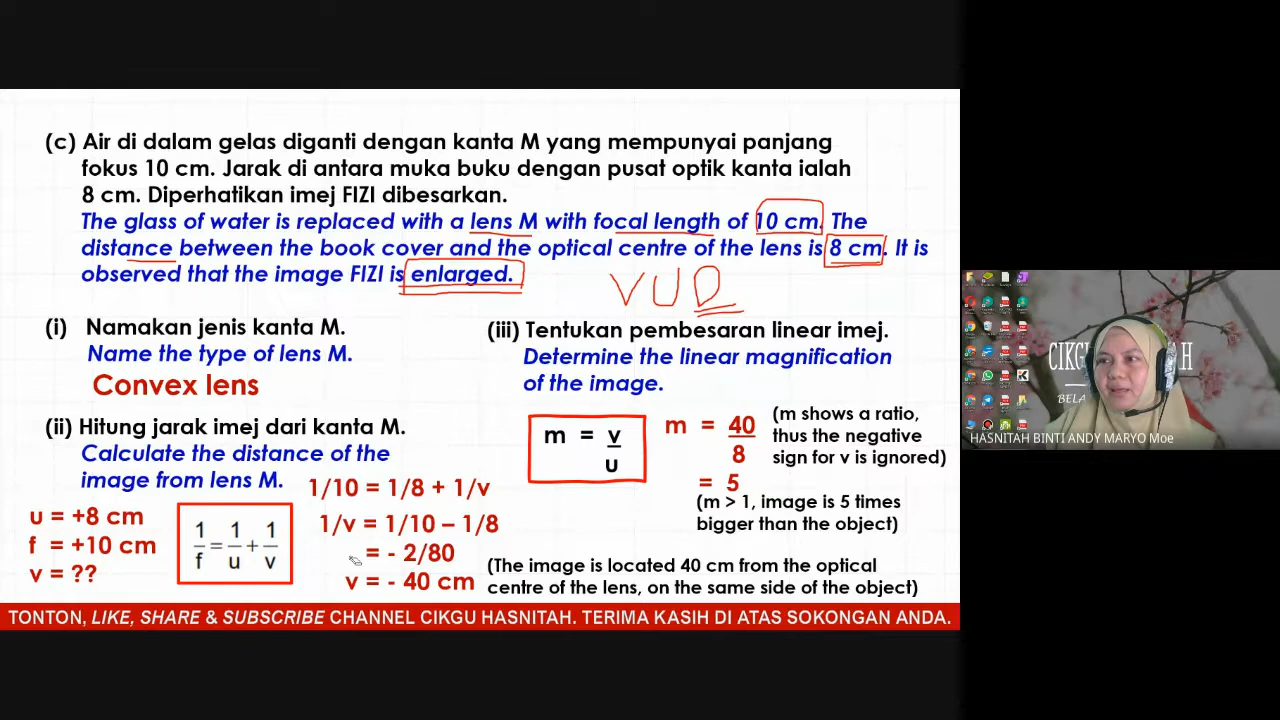 (c) Air di dalam gelas diganti dengan kanta M yang mempunyai panjang
fokus 10 cm. Jarak di antara muka buku dengan pusat optik kanta ialah
8 cm. Diperhatikan imej FIZI dibesarkan.
The glass of water is replaced with a lens M with focal length of 10 cm. The
distance between the book cover and the optical centre of the lens is 8 cm. It is
observed that the image FIZI is enlarged.
V U D
(i) Namakan jenis kanta M.
Name the type of lens M.
Convex lens
(ii) Hitung jarak imej dari kanta M.
Calculate the distance of the
image from lens M.
u = +8 cm
f = +10 cm
v = ??
1/f = 1/u + 1/v
1/10 = 1/8 + 1/v
1/v = 1/10 – 1/8
= - 2/80
v = - 40 cm
(iii) Tentukan pembesaran linear imej.
Determine the linear magnification
of the image.
m = v/u
m = 40/8
= 5
(m shows a ratio,
thus the negative
sign for v is ignored)
(m > 1, image is 5 times
bigger than the object)
(The image is located 40 cm from the optical
centre of the lens, on the same side of the object)
TONTON, LIKE, SHARE & SUBSCRIBE CHANNEL CIKGU HASNITAH. TERIMA KASIH DI ATAS SOKONGAN ANDA.
CIKGU
BELA
HASNITAH BINTI ANDY MARYO Moe